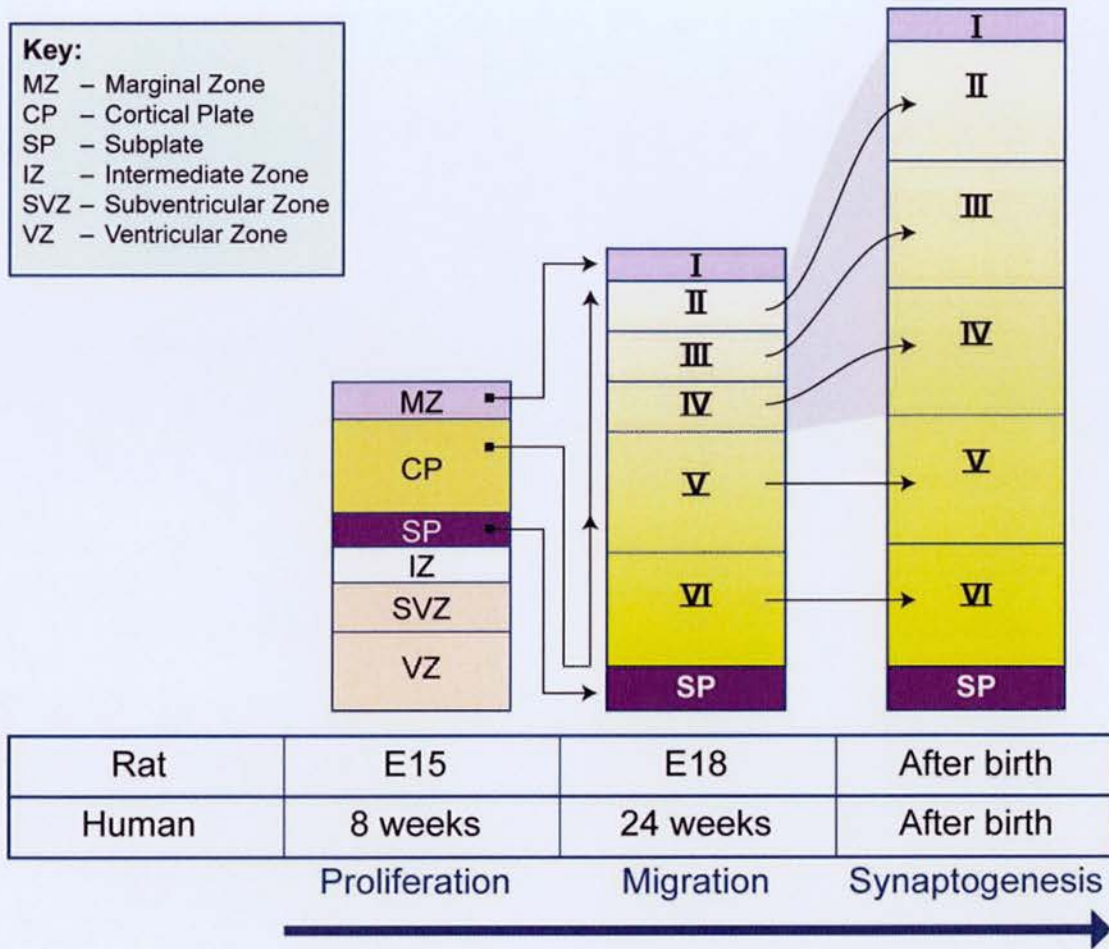 Key:
MZ – Marginal Zone
CP – Cortical Plate
SP – Subplate
IZ – Intermediate Zone
SVZ – Subventricular Zone
VZ – Ventricular Zone
MZ
CP
SP
IZ
SVZ
VZ
I
II
III
IV
V
VI
SP
I
II
III
IV
V
VI
SP
Rat E15 E18 After birth
Human 8 weeks 24 weeks After birth
Proliferation Migration Synaptogenesis